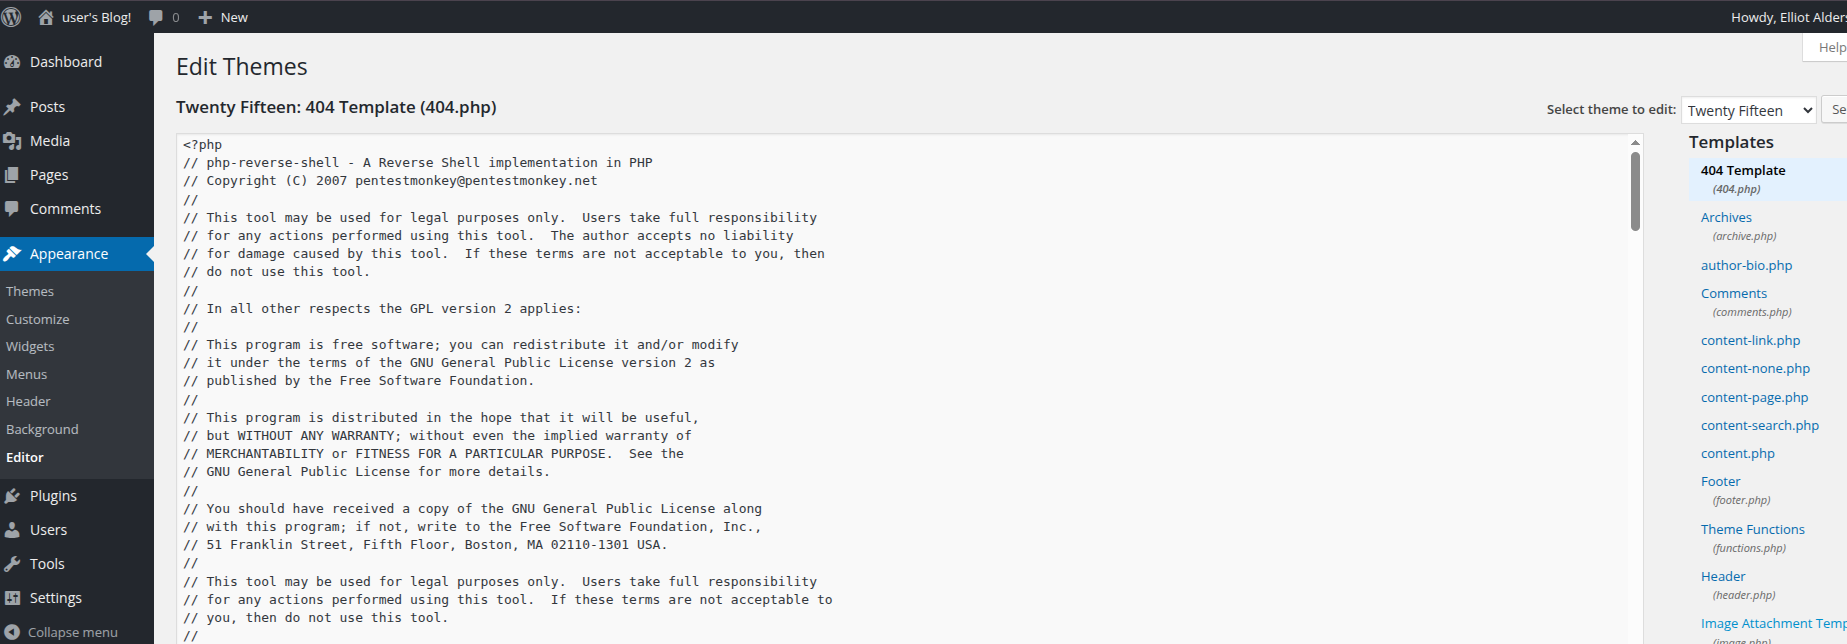 user's Blog! 0 New Howdy, Elliot Alders
Help
Dashboard
Posts
Media
Pages
Comments
Appearance
Themes
Customize
Widgets
Menus
Header
Background
Editor
Plugins
Users
Tools
Settings
Collapse menu
Edit Themes
Twenty Fifteen: 404 Template (404.php)
Select theme to edit: Twenty Fifteen Se
<?php
// php-reverse-shell - A Reverse Shell implementation in PHP
// Copyright (C) 2007 pentestmonkey@pentestmonkey.net
//
// This tool may be used for legal purposes only.  Users take full responsibility
// for any actions performed using this tool.  The author accepts no liability
// for damage caused by this tool.  If these terms are not acceptable to you, then
// do not use this tool.
//
// In all other respects the GPL version 2 applies:
//
// This program is free software; you can redistribute it and/or modify
// it under the terms of the GNU General Public License version 2 as
// published by the Free Software Foundation.
//
// This program is distributed in the hope that it will be useful,
// but WITHOUT ANY WARRANTY; without even the implied warranty of
// MERCHANTABILITY or FITNESS FOR A PARTICULAR PURPOSE.  See the
// GNU General Public License for more details.
//
// You should have received a copy of the GNU General Public License along
// with this program; if not, write to the Free Software Foundation, Inc.,
// 51 Franklin Street, Fifth Floor, Boston, MA 02110-1301 USA.
//
// This tool may be used for legal purposes only.  Users take full responsibility
// for any actions performed using this tool.  If these terms are not acceptable to
// you, then do not use this tool.
//
Templates
404 Template
(404.php)
Archives
(archive.php)
author-bio.php
Comments
(comments.php)
content-link.php
content-none.php
content-page.php
content-search.php
content.php
Footer
(footer.php)
Theme Functions
(functions.php)
Header
(header.php)
Image Attachment Temp
(image.php)